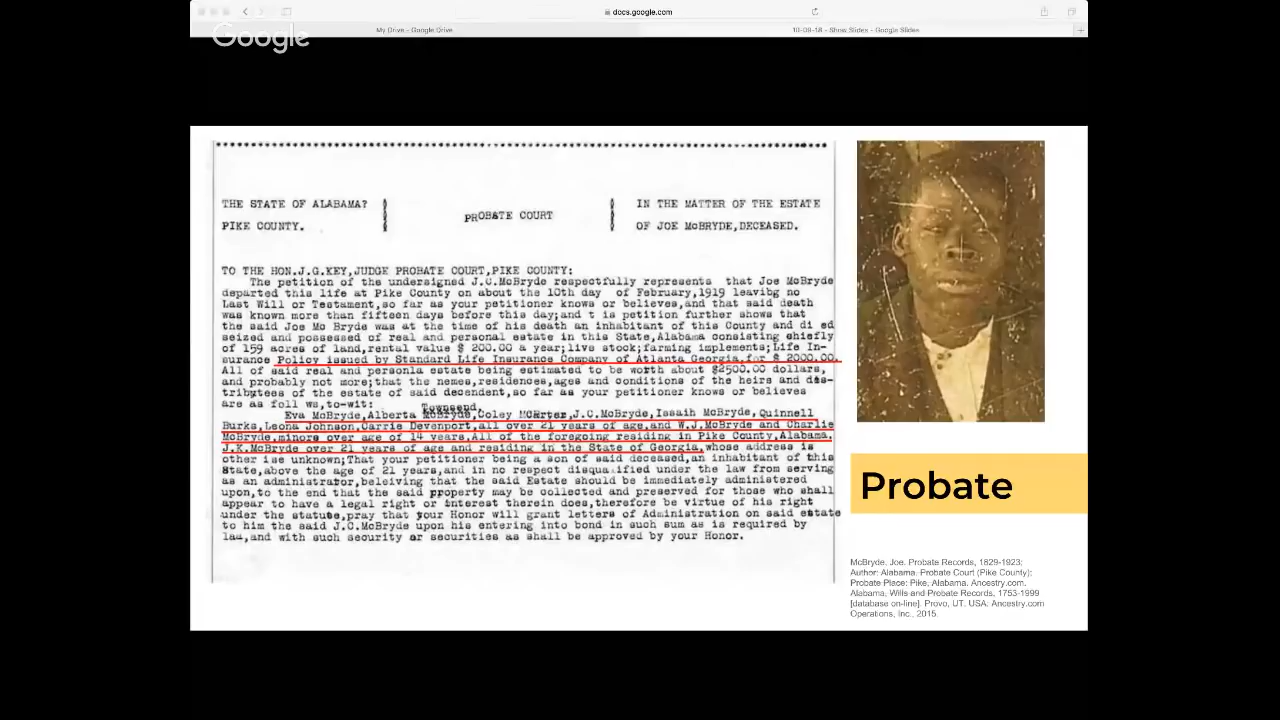 docs.google.com
Google
My Drive - Google Drive
10-09-18 - Show Slides - Google Slides
THE STATE OF ALABAMA?
PIKE COUNTY.
PROBATE COURT
IN THE MATTER OF THE ESTATE
OF JOE McBRYDE,DECEASED.
TO THE HON.J.G.KEY,JUDGE PROBATE COURT,PIKE COUNTY:
The petition of the undersigned J.C.McBryde respectfully represents that Joe McBryde
departed this life at Pike County on about the 10th day of February,1919 leavibg no
Last Will or Testament,so far as your petitioner knows or believes,and that said death
was known more than fifteen days before this day;and t is petition further shows that
the said Joe Mc Bryde was at the time of his death an inhabitant of this County and di ed
seized and possessed of real and personal estate in this State,Alabama consisting chiefly
of 159 acres of land,rental value $ 200.00 a year;live stock;farming implements;Life In-
surance Policy issued by Standard Life Insurance Company of Atlanta Georgia,for $ 2000.00.
All of said real and personla estate being estimated to be worth about $2500.00 dollars,
and probably not more;that the nemes,residences,ages and conditions of the heirs and dis-
tributees of the estate of said decendent,so far as your petitioner knows or believes
are as foll ws,to-wit:
Townsend,
Eva McBryde,Alberta McBryde,Coley McCrter,J.C.McBryde,Issaih McBryde,Quinnell
Burks,Leona Johnson,Carrie Devenport,all over 21 years of age,and W.J.McBryde and Charlie
McBryde,minors over age of 14 years.All of the foregoing residing in Pike County,Alabama.
J.K.McBryde over 21 years of age and residing in the State of Georgia,whose address is
other ise unknown;That your petitioner being a son of said deceased,an inhabitant of this
State,above the age of 21 years,and in no respect disqualified under the law from serving
as an administrator,beleiving that the said Estate should be immediately administered
upon,to the end that the said property may be collected and preserved for those who shall
appear to have a legal right or interest therein does,therefore be virtue of his right
under the statute,pray that your Honor will grant letters of Administration on said estate
to him the said J.C.McBryde upon his entering into bond in such sum as is required by
law,and with such security or securities as shall be approved by your Honor.
Probate
McBryde, Joe. Probate Records, 1829-1923;
Author: Alabama. Probate Court (Pike County);
Probate Place: Pike, Alabama. Ancestry.com.
Alabama, Wills and Probate Records, 1753-1999
[database on-line]. Provo, UT, USA: Ancestry.com
Operations, Inc., 2015.